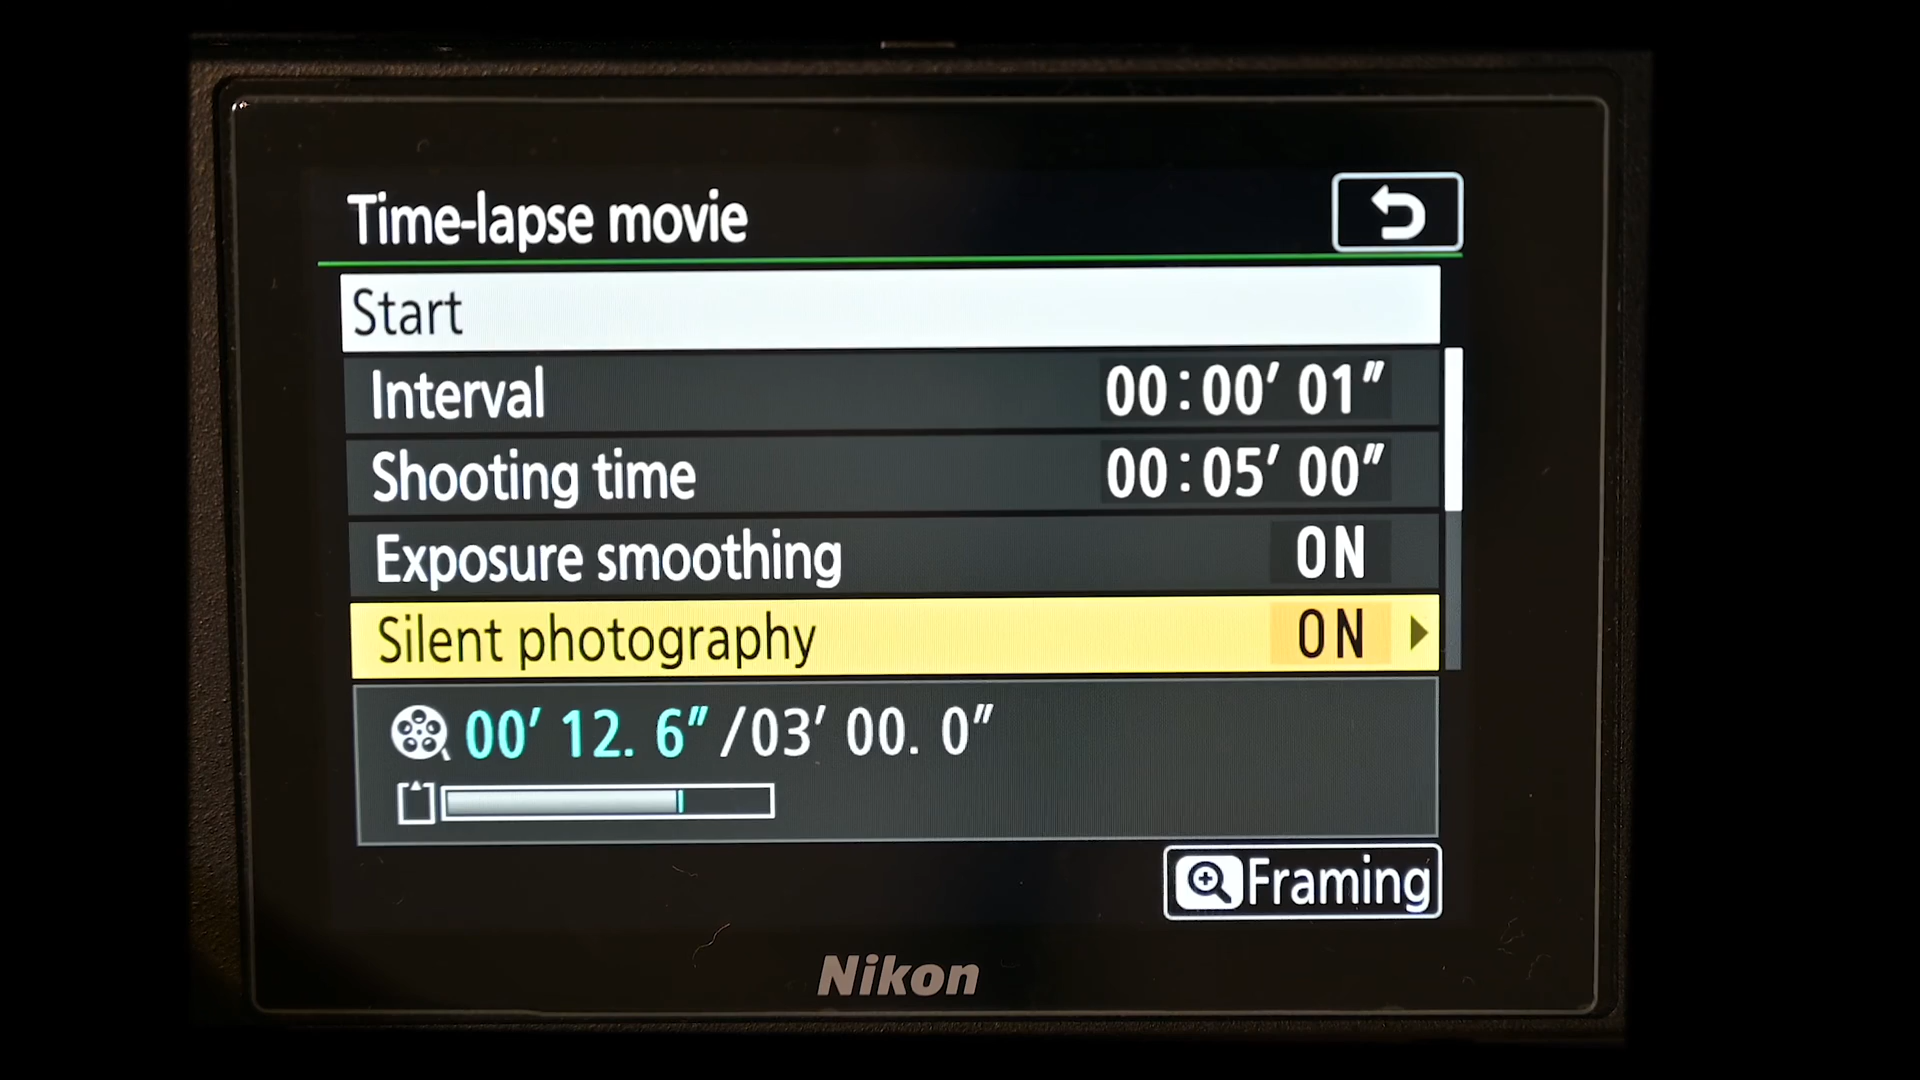 Time-lapse movie
Start
Interval 00:00′ 01″
Shooting time 00:05′ 00″
Exposure smoothing ON
Silent photography ON
00′ 12. 6″ /03′ 00. 0″
Framing
Nikon